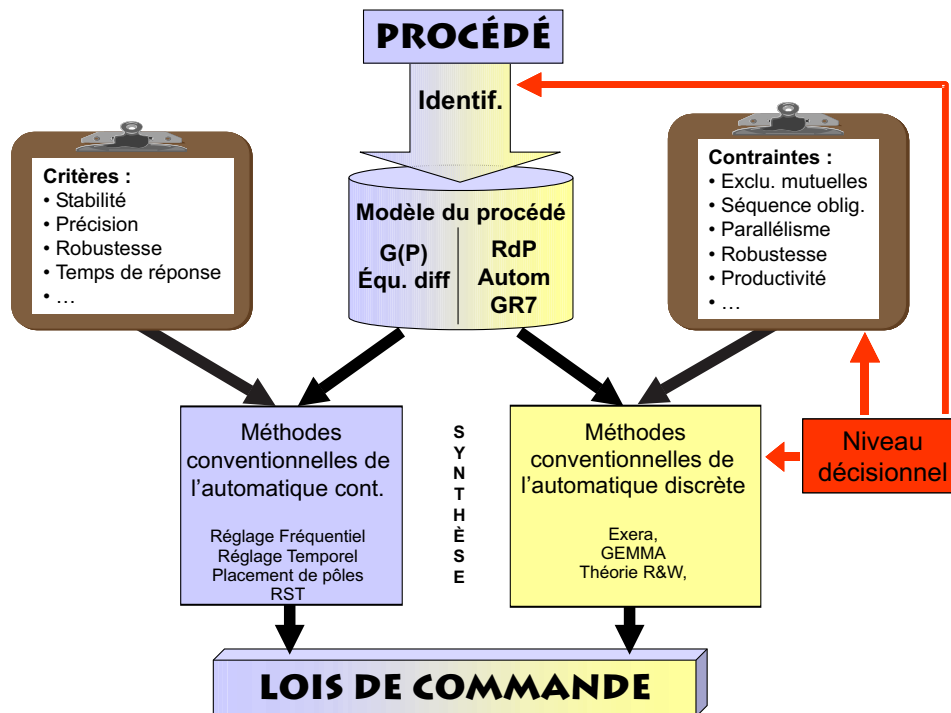 PROCÉDÉ
Identif.
Critères :
• Stabilité
• Précision
• Robustesse
• Temps de réponse
• …
Modèle du procédé
G(P)
Équ. diff
RdP
Autom
GR7
Contraintes :
• Exclu. mutuelles
• Séquence oblig.
• Parallélisme
• Robustesse
• Productivité
• …
Méthodes
conventionnelles de
l’automatique cont.
Réglage Fréquentiel
Réglage Temporel
Placement de pôles
RST
S
Y
N
T
H
È
S
E
Méthodes
conventionnelles de
l’automatique discrète
Exera,
GEMMA
Théorie R&W,
Niveau
décisionnel
LOIS DE COMMANDE